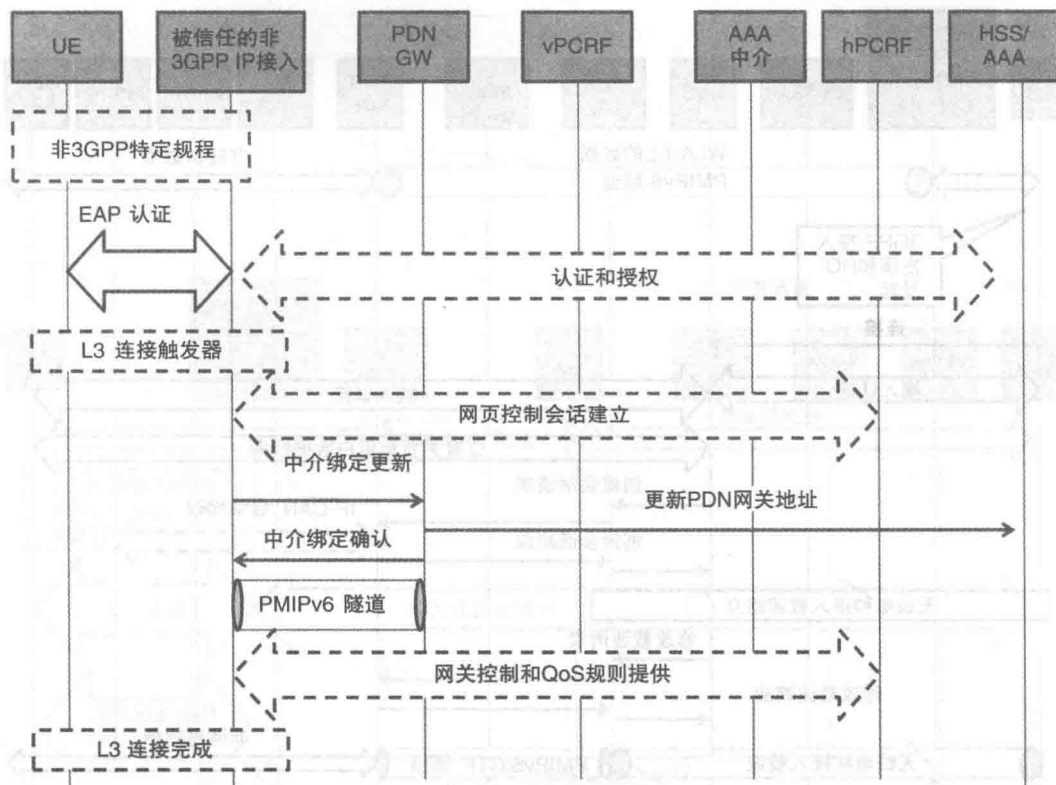 UE
被信任的非
3GPP IP接入
PDN
GW
vPCRF
AAA
中介
hPCRF
HSS/
AAA
非3GPP特定规程
EAP 认证
认证和授权
L3 连接触发器
网页控制会话建立
中介绑定更新
更新PDN网关地址
中介绑定确认
PMIPv6 隧道
网关控制和QoS规则提供
L3 连接完成